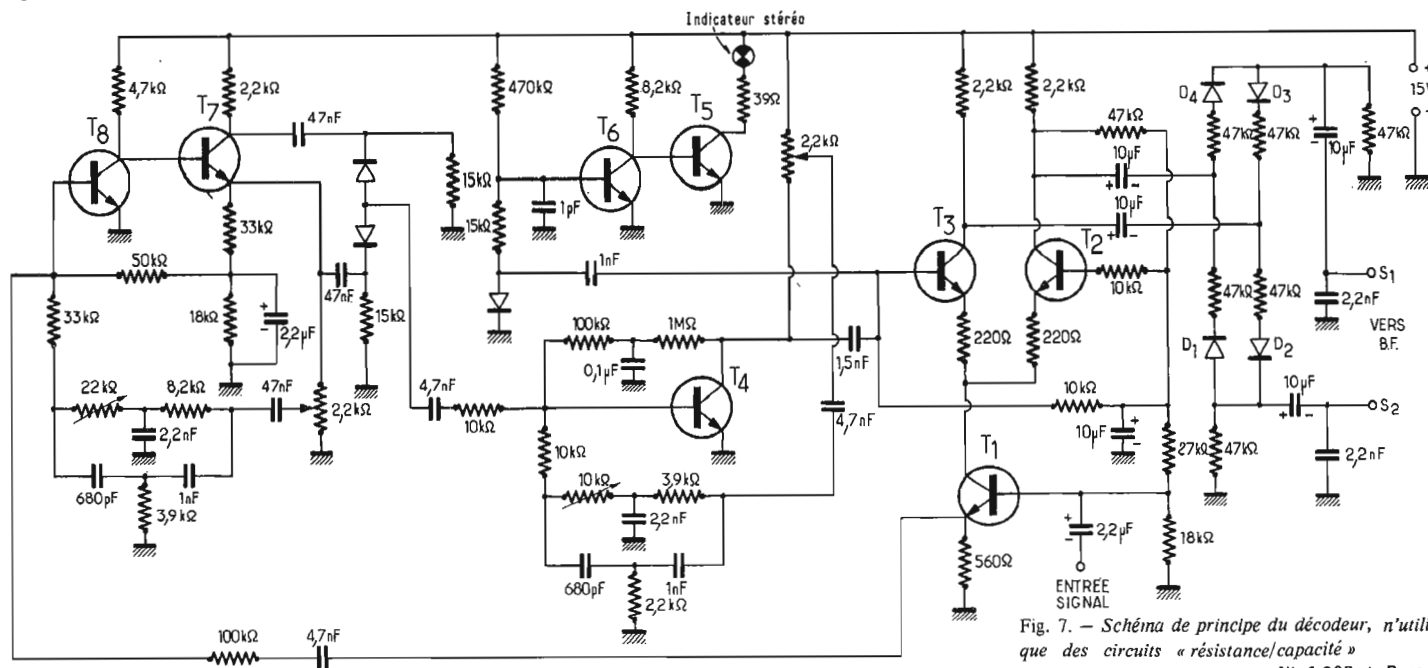 Indicateur stéréo
4,7kΩ
2,2kΩ
470kΩ
8,2kΩ
39Ω
2,2kΩ
2,2kΩ
2,2kΩ
D4
D3
+
15V
-
T8
T7
47nF
T6
T5
47kΩ
47kΩ
47kΩ
10µF
47kΩ
10µF
15kΩ
15kΩ
1pF
10µF
T3
T2
33kΩ
50kΩ
47nF
1nF
10kΩ
S1
33kΩ
18kΩ
2,2µF
15kΩ
47kΩ
47kΩ
2,2nF
VERS
B.F.
100kΩ
1MΩ
220Ω
220Ω
0,1µF
1,5nF
T4
D1
D2
22kΩ
8,2kΩ
47nF
2,2kΩ
4,7nF
10kΩ
4,7nF
10kΩ
10µF
10µF
S2
2,2nF
27kΩ
47kΩ
2,2nF
10kΩ
10kΩ
3,9kΩ
T1
680pF
1nF
2,2nF
3,9kΩ
2,2µF
18kΩ
560Ω
680pF
1nF
2,2kΩ
ENTRÉE
SIGNAL
100kΩ
4,7nF
Fig. 7. — Schéma de principe du décodeur, n'utili
que des circuits « résistance/capacité »